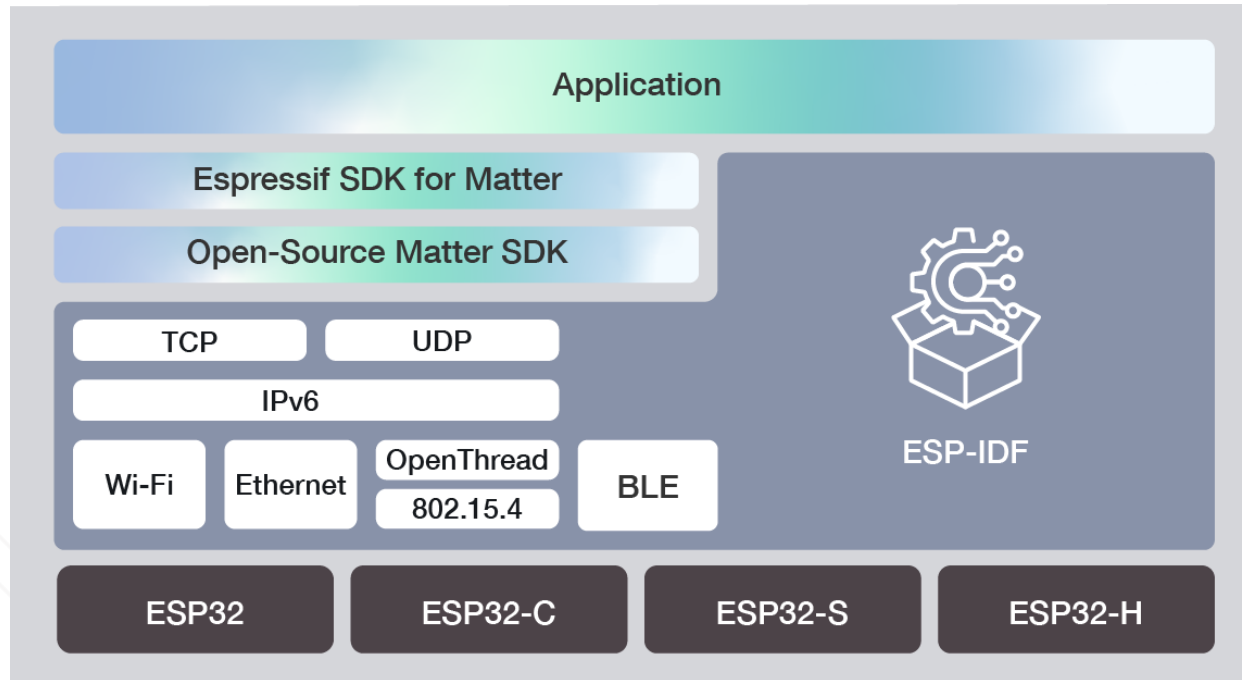 Application
Espressif SDK for Matter
Open-Source Matter SDK
TCP
UDP
IPv6
Wi-Fi
Ethernet
OpenThread
802.15.4
BLE
ESP-IDF
ESP32
ESP32-C
ESP32-S
ESP32-H